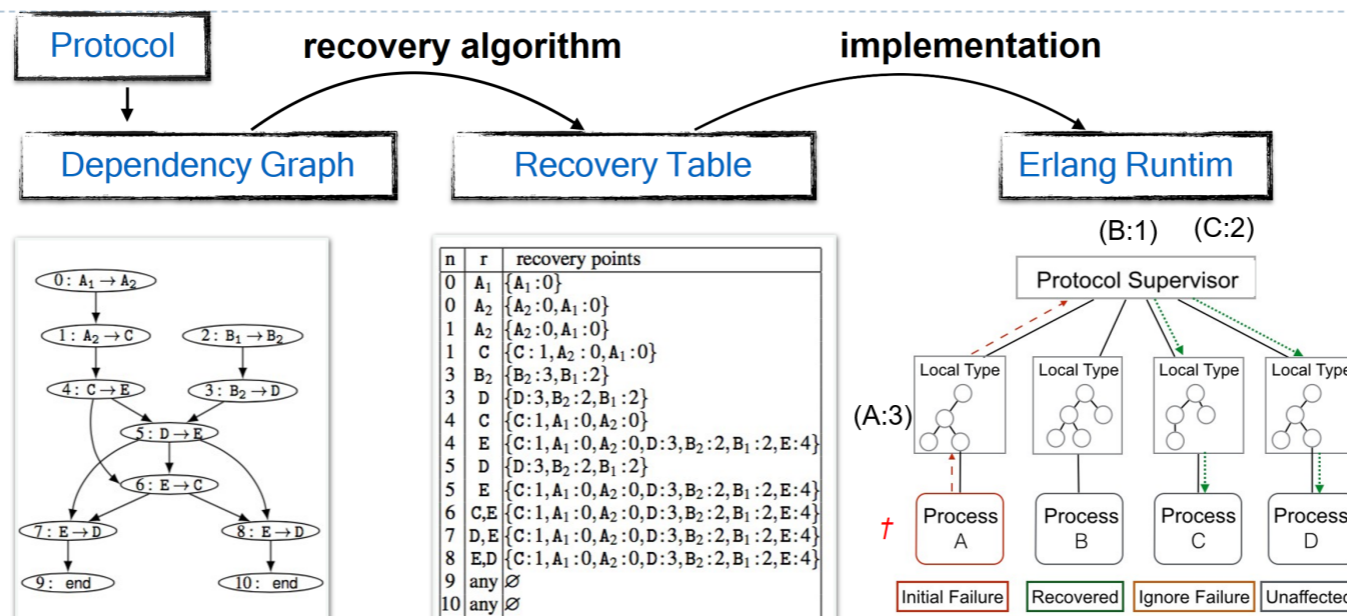 Protocol
recovery algorithm
implementation
Dependency Graph
Recovery Table
Erlang Runtim
0: A₁ → A₂
1: A₂ → C
2: B₁ → B₂
4: C → E
3: B₂ → D
5: D → E
6: E → C
7: E → D
8: E → D
9: end
10: end
n r recovery points
0 A₁ {A₁:0}
0 A₂ {A₂:0,A₁:0}
1 A₂ {A₂:0,A₁:0}
1 C {C:1,A₂:0,A₁:0}
3 B₂ {B₂:3,B₁:2}
3 D {D:3,B₂:2,B₁:2}
4 C {C:1,A₁:0,A₂:0}
4 E {C:1,A₁:0,A₂:0,D:3,B₂:2,B₁:2,E:4}
5 D {D:3,B₂:2,B₁:2}
5 E {C:1,A₁:0,A₂:0,D:3,B₂:2,B₁:2,E:4}
6 C,E {C:1,A₁:0,A₂:0,D:3,B₂:2,B₁:2,E:4}
7 D,E {C:1,A₁:0,A₂:0,D:3,B₂:2,B₁:2,E:4}
8 E,D {C:1,A₁:0,A₂:0,D:3,B₂:2,B₁:2,E:4}
9 any ∅
10 any ∅
(B:1) (C:2)
Protocol Supervisor
Local Type Local Type Local Type Local Type
(A:3)
† Process A
Process B
Process C
Process D
Initial Failure Recovered Ignore Failure Unaffected